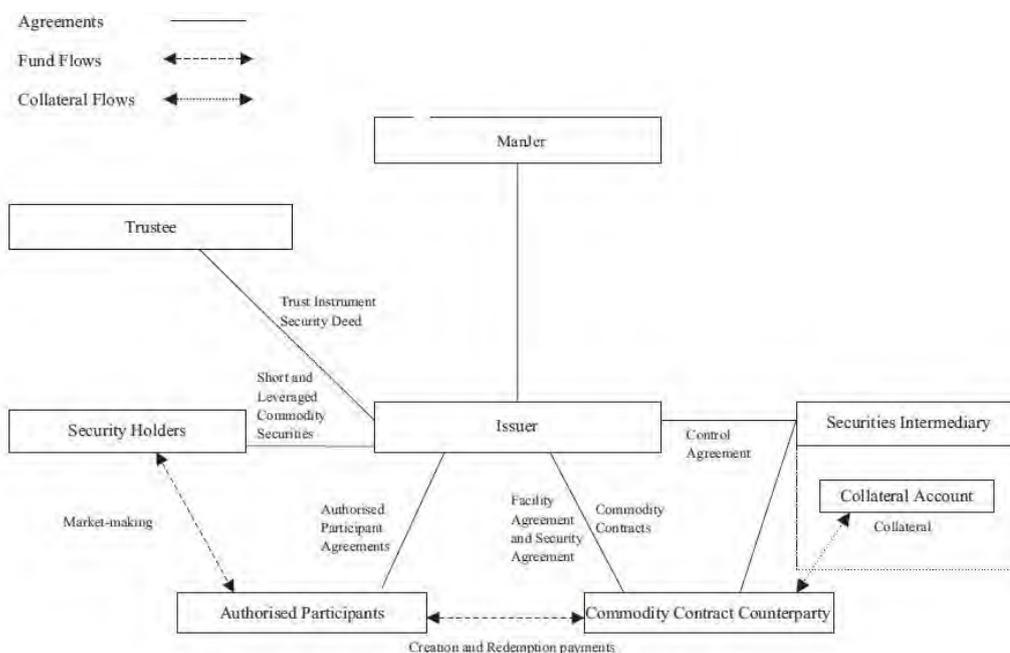 Agreements
Fund Flows
Collateral Flows
ManJer
Trustee
Trust Instrument
Security Deed
Short and
Leveraged
Commodity
Securities
Security Holders
Issuer
Securities Intermediary
Control
Agreement
Collateral Account
Collateral
Market-making
Authorised
Participant
Agreements
Facility
Agreement
and Security
Agreement
Commodity
Contracts
Authorised Participants
Commodity Contract Counterparty
Creation and Redemption payments